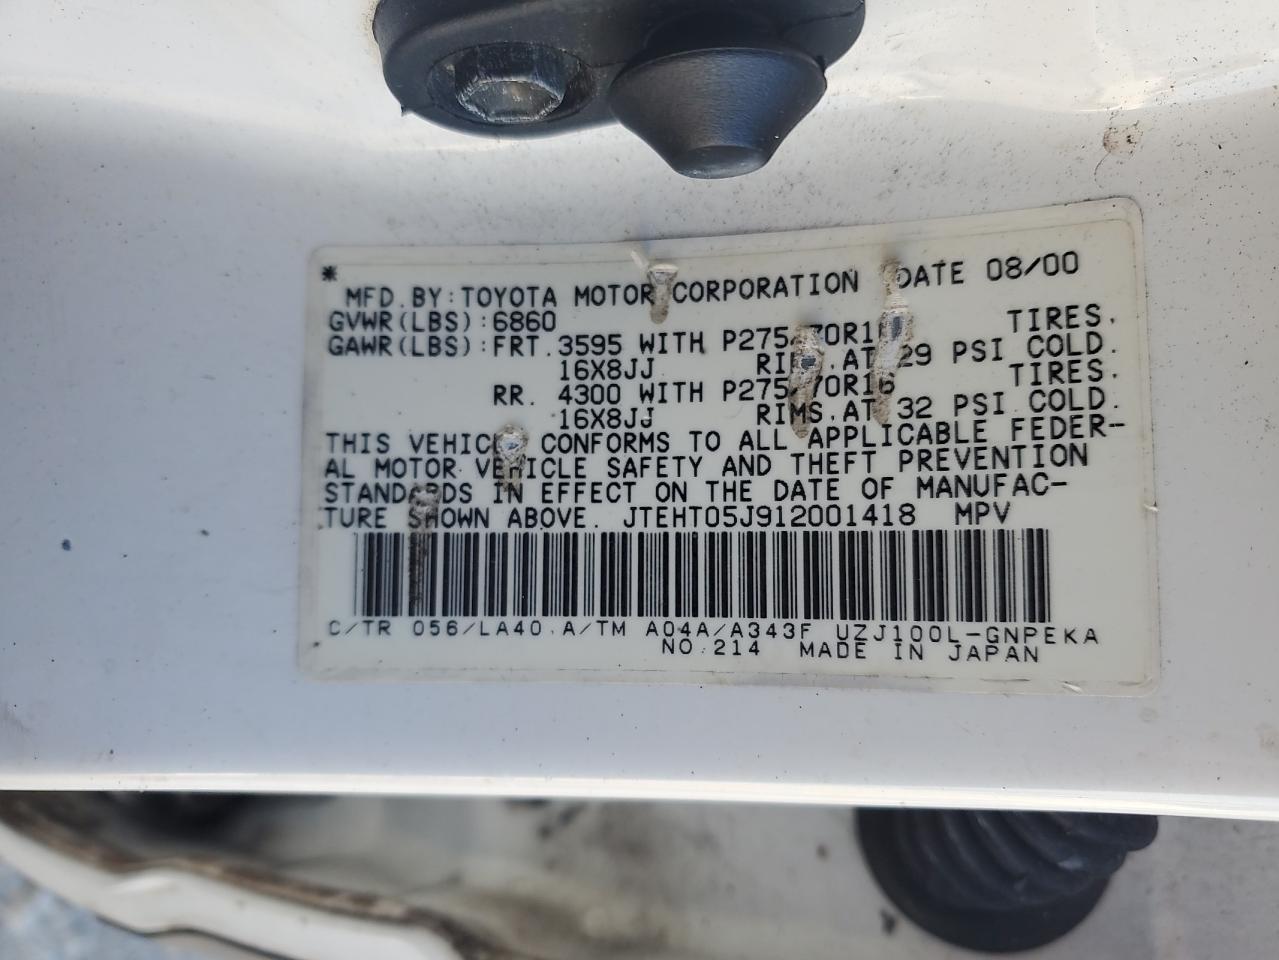 *
MFD. BY: TOYOTA MOTOR CORPORATION DATE 08/00
GVWR(LBS): 6860
GAWR(LBS): FRT. 3595 WITH P275/70R16 TIRES.
16X8JJ RIMS. AT 29 PSI COLD.
RR. 4300 WITH P275/70R16 TIRES.
16X8JJ RIMS. AT 32 PSI COLD.
THIS VEHICLE CONFORMS TO ALL APPLICABLE FEDER-
AL MOTOR VEHICLE SAFETY AND THEFT PREVENTION
STANDARDS IN EFFECT ON THE DATE OF MANUFAC-
TURE SHOWN ABOVE. JTEHT05J912001418 MPV
C/TR 056/LA40 A/TM A04A/A343F UZJ100L-GNPEKA
NO. 214 MADE IN JAPAN